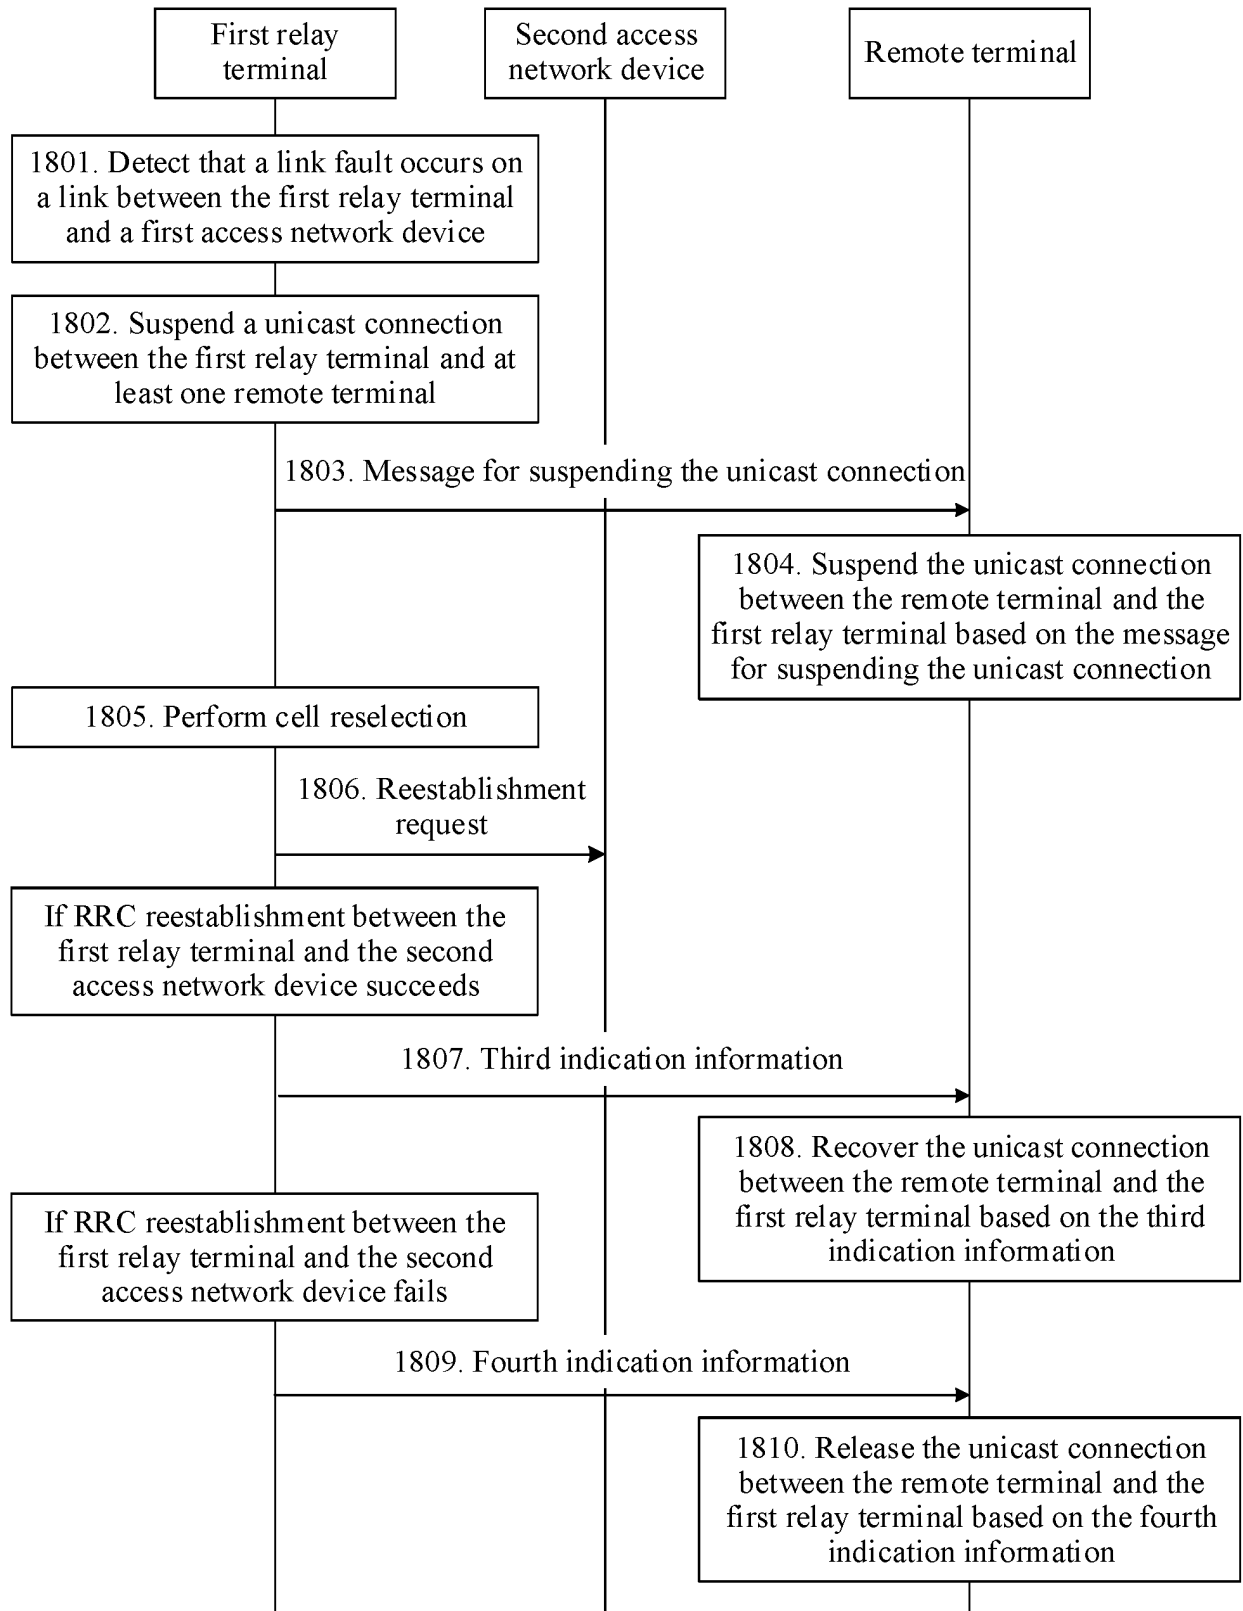 First relay
terminal
Second access
network device
Remote terminal
1801. Detect that a link fault occurs on
a link between the first relay terminal
and a first access network device
1802. Suspend a unicast connection
between the first relay terminal and at
least one remote terminal
1803. Message for suspending the unicast connection
1804. Suspend the unicast connection
between the remote terminal and the
first relay terminal based on the message
for suspending the unicast connection
1805. Perform cell reselection
1806. Reestablishment
request
If RRC reestablishment between the
first relay terminal and the second
access network device succeeds
1807. Third indication information
1808. Recover the unicast connection
between the remote terminal and the
first relay terminal based on the third
indication information
If RRC reestablishment between the
first relay terminal and the second
access network device fails
1809. Fourth indication information
1810. Release the unicast connection
between the remote terminal and the
first relay terminal based on the fourth
indication information